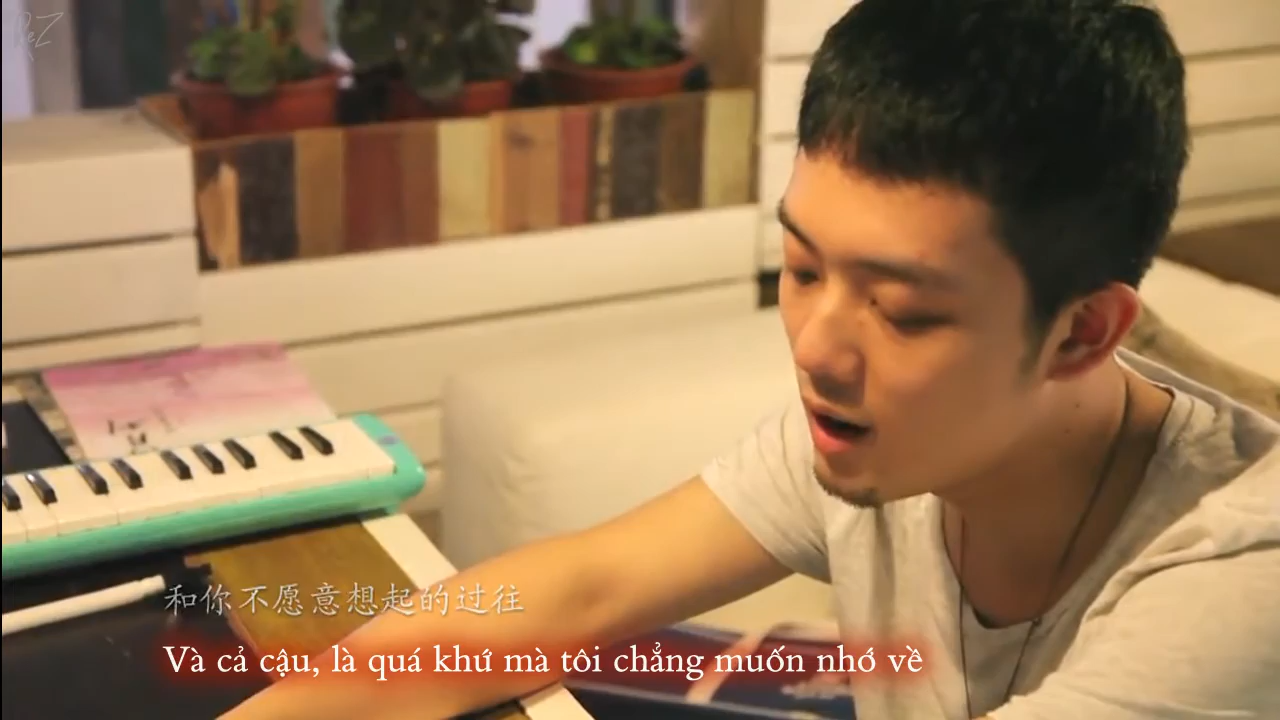 ReZ
和你不愿意想起的过往
Và cả cậu, là quá khứ mà tôi chẳng muốn nhớ về